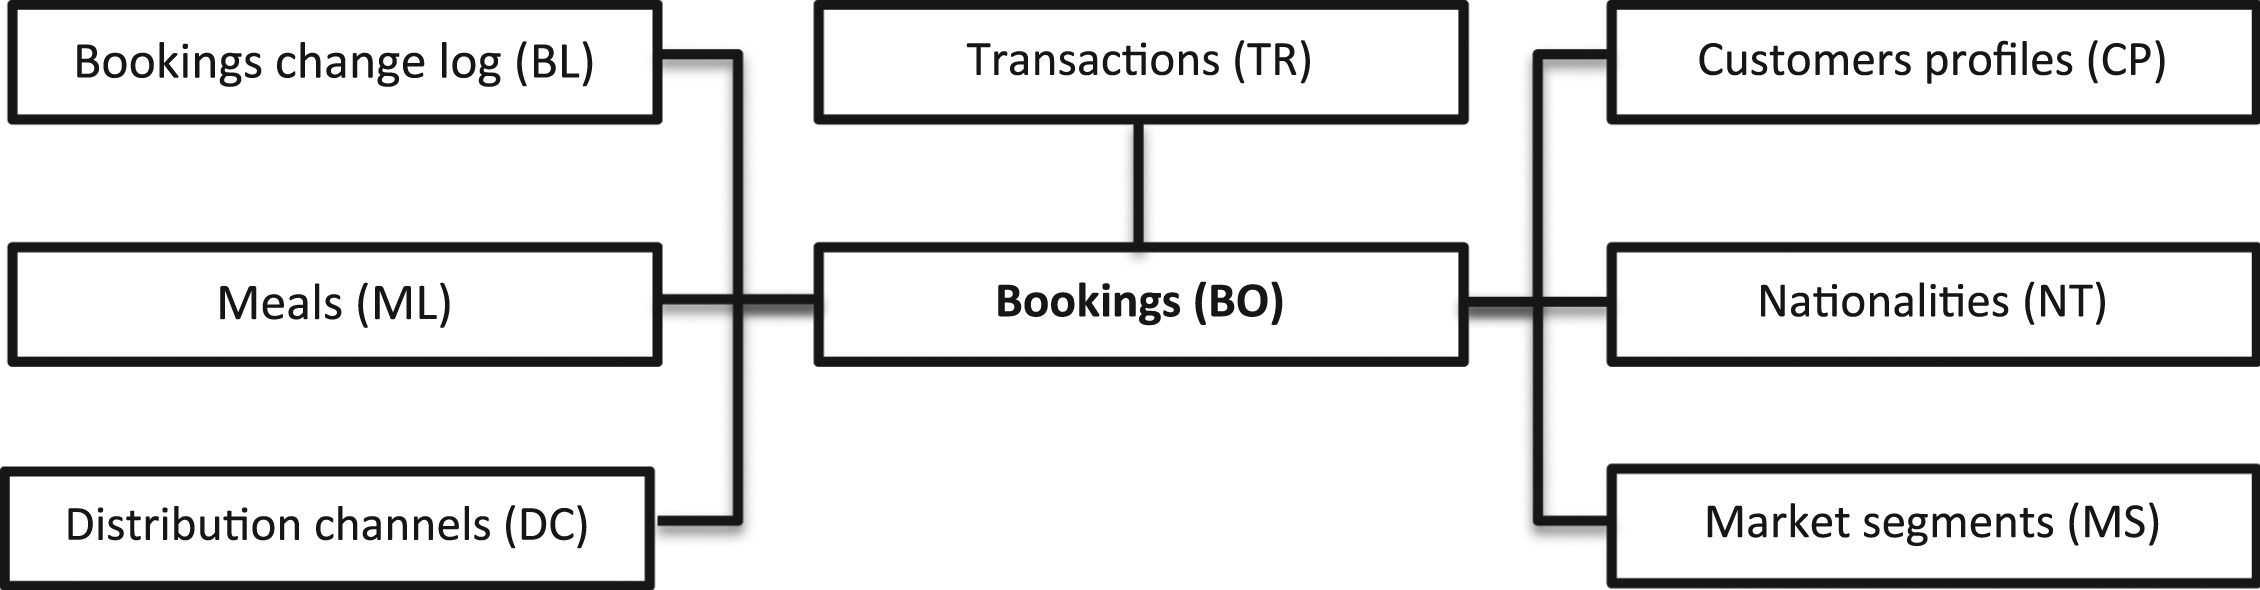 Bookings change log (BL)
Transactions (TR)
Customers profiles (CP)
Meals (ML)
Bookings (BO)
Nationalities (NT)
Distribution channels (DC)
Market segments (MS)